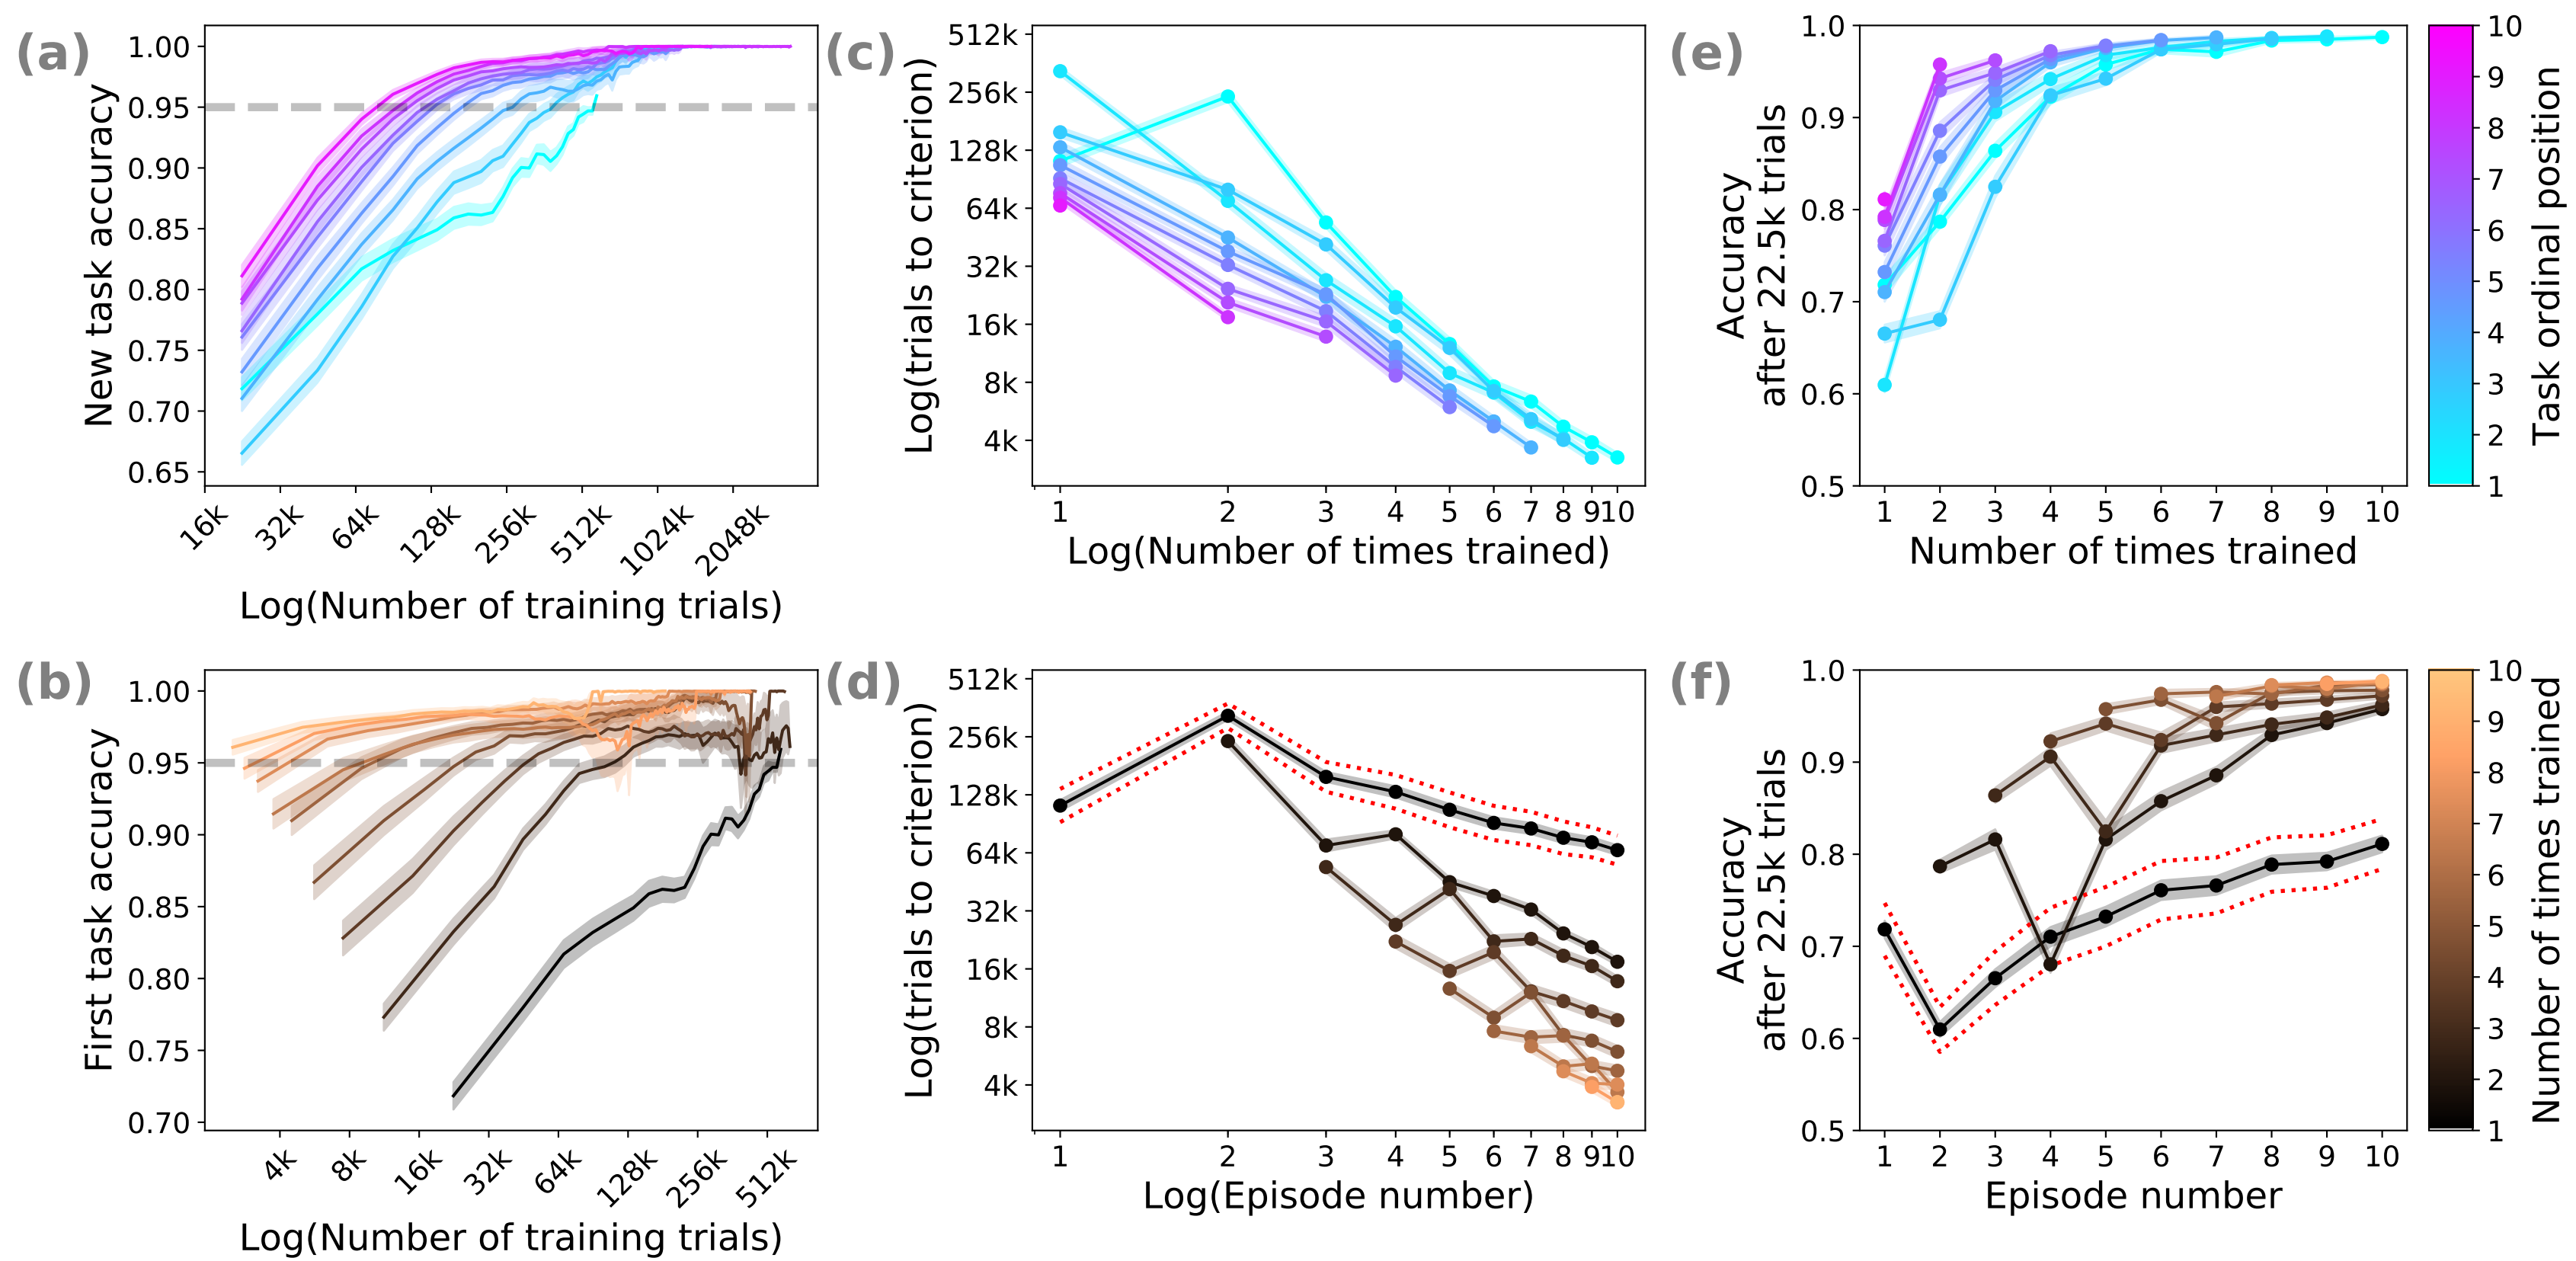 (a)
New task accuracy
1.00
0.95
0.90
0.85
0.80
0.75
0.70
0.65
16k 32k 64k 128k 256k 512k 1024k 2048k
Log(Number of training trials)
(c)
Log(trials to criterion)
512k
256k
128k
64k
32k
16k
8k
4k
1 2 3 4 5 6 7 8 9 10
Log(Number of times trained)
(e)
Accuracy
after 22.5k trials
1.0
0.9
0.8
0.7
0.6
0.5
1 2 3 4 5 6 7 8 9 10
Number of times trained
10
9
8
7
6
5
4
3
2
1
Task ordinal position
(b)
First task accuracy
1.00
0.95
0.90
0.85
0.80
0.75
0.70
4k 8k 16k 32k 64k 128k 256k 512k
Log(Number of training trials)
(d)
Log(trials to criterion)
512k
256k
128k
64k
32k
16k
8k
4k
1 2 3 4 5 6 7 8 9 10
Log(Episode number)
(f)
Accuracy
after 22.5k trials
1.0
0.9
0.8
0.7
0.6
0.5
1 2 3 4 5 6 7 8 9 10
Episode number
10
9
8
7
6
5
4
3
2
1
Number of times trained